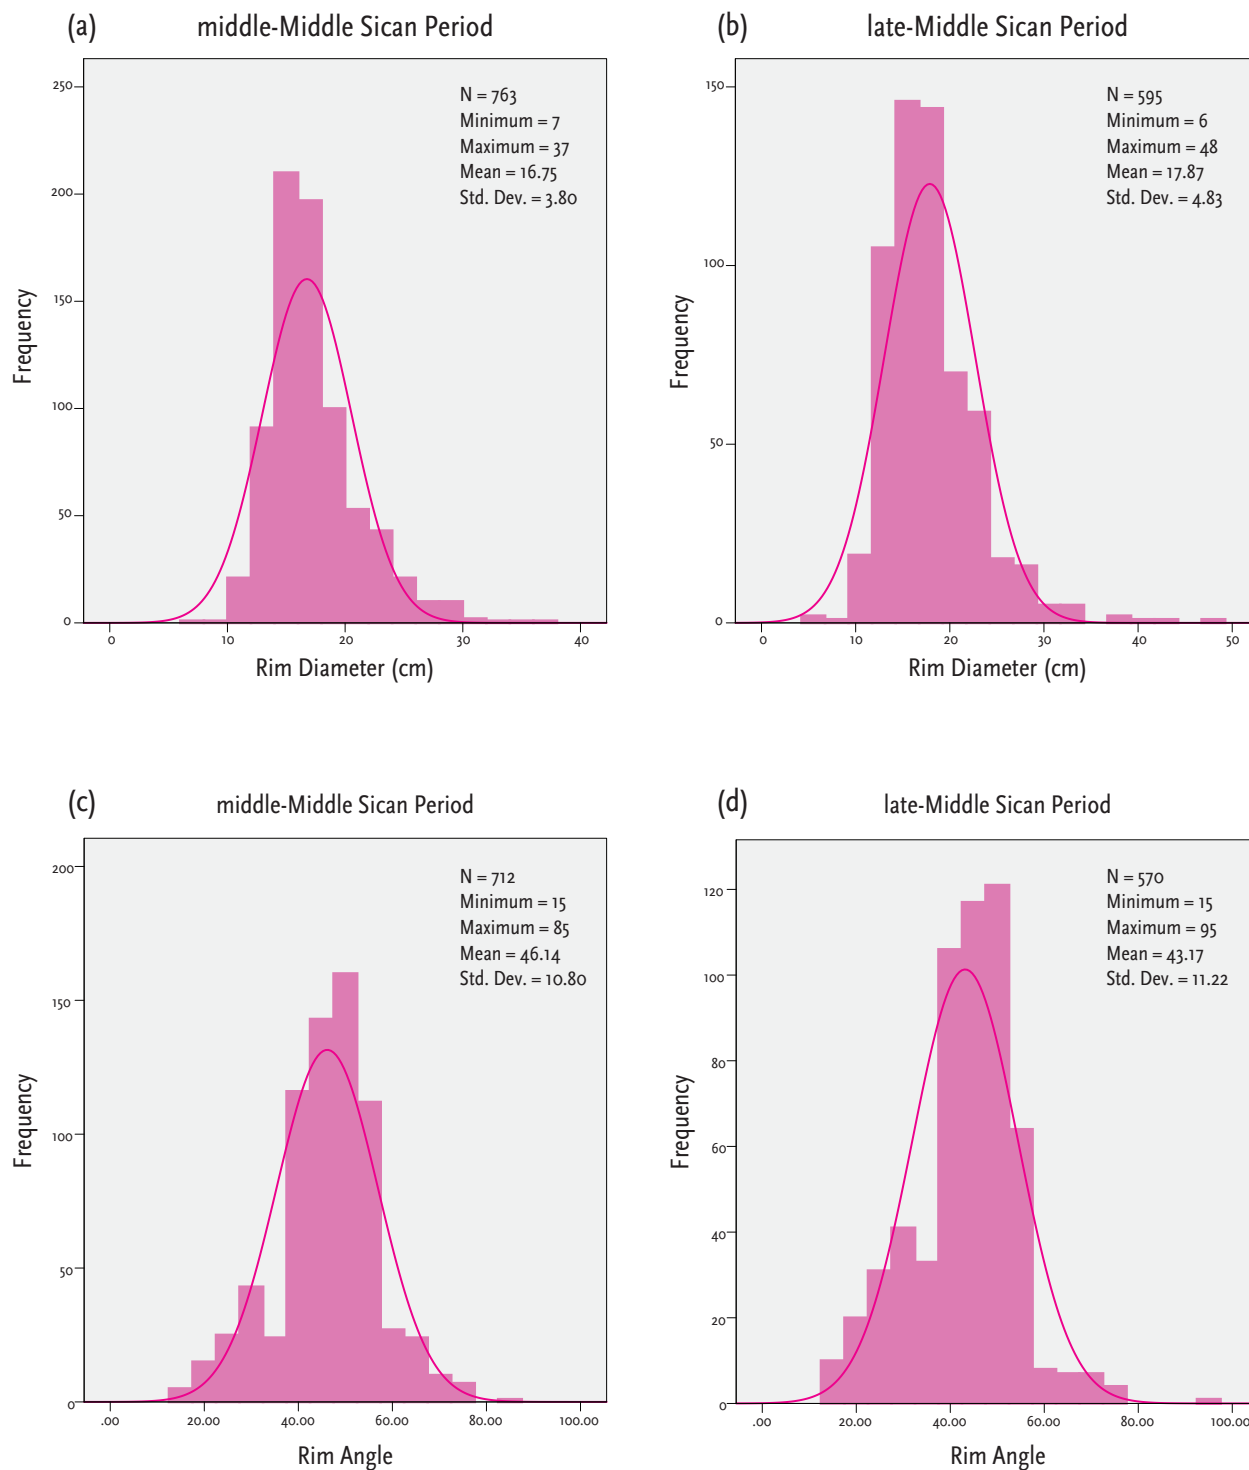 (a) middle-Middle Sican Period
N = 763
Minimum = 7
Maximum = 37
Mean = 16.75
Std. Dev. = 3.80
Frequency
250
200
150
100
50
0
0 10 20 30 40
Rim Diameter (cm)
(b) late-Middle Sican Period
N = 595
Minimum = 6
Maximum = 48
Mean = 17.87
Std. Dev. = 4.83
Frequency
150
100
50
0
0 10 20 30 40 50
Rim Diameter (cm)
(c) middle-Middle Sican Period
N = 712
Minimum = 15
Maximum = 85
Mean = 46.14
Std. Dev. = 10.80
Frequency
200
150
100
50
0
.00 20.00 40.00 60.00 80.00 100.00
Rim Angle
(d) late-Middle Sican Period
N = 570
Minimum = 15
Maximum = 95
Mean = 43.17
Std. Dev. = 11.22
Frequency
120
100
80
60
40
20
0
.00 20.00 40.00 60.00 80.00 100.00
Rim Angle